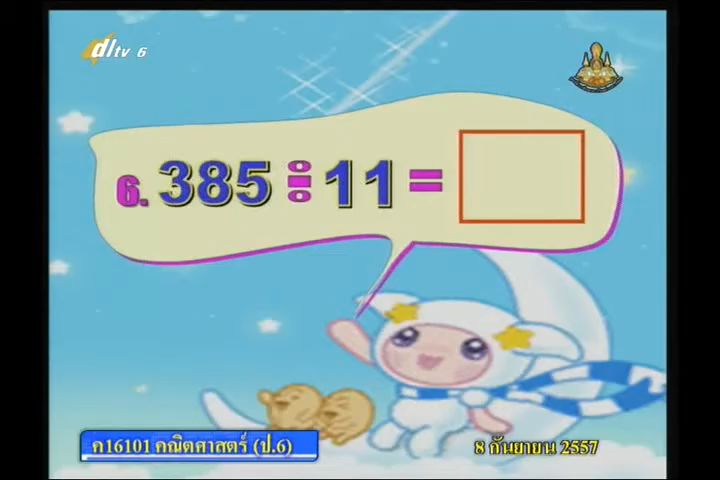 dltv 6
6. 385 ÷ 11 =
ค16101 คณิตศาสตร์ (ป.6)
8 กันยายน 2557